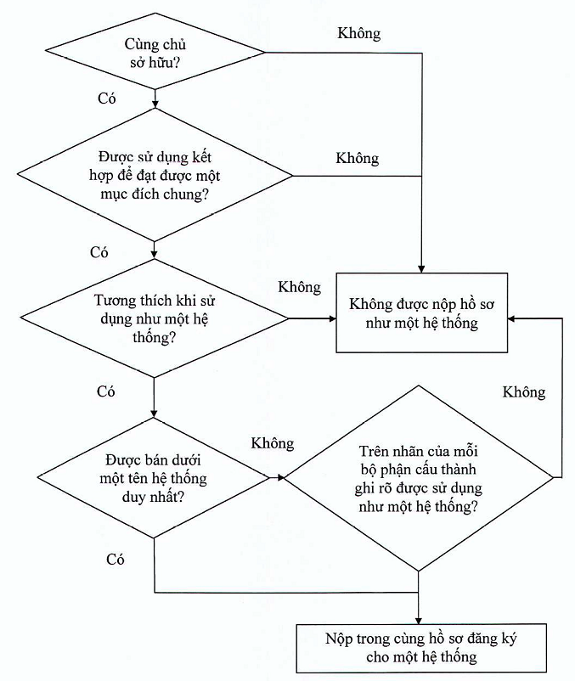 Cùng chủ
sở hữu?
Không
Có
Được sử dụng kết
hợp để đạt được một
mục đích chung?
Không
Có
Tương thích khi sử
dụng như một hệ
thống?
Không
Không được nộp hồ sơ
như một hệ thống
Có
Không
Được bán dưới
một tên hệ thống
duy nhất?
Không
Trên nhãn của mỗi
bộ phận cấu thành
ghi rõ được sử dụng
như một hệ thống?
Có
Nộp trong cùng hồ sơ đăng ký
cho một hệ thống